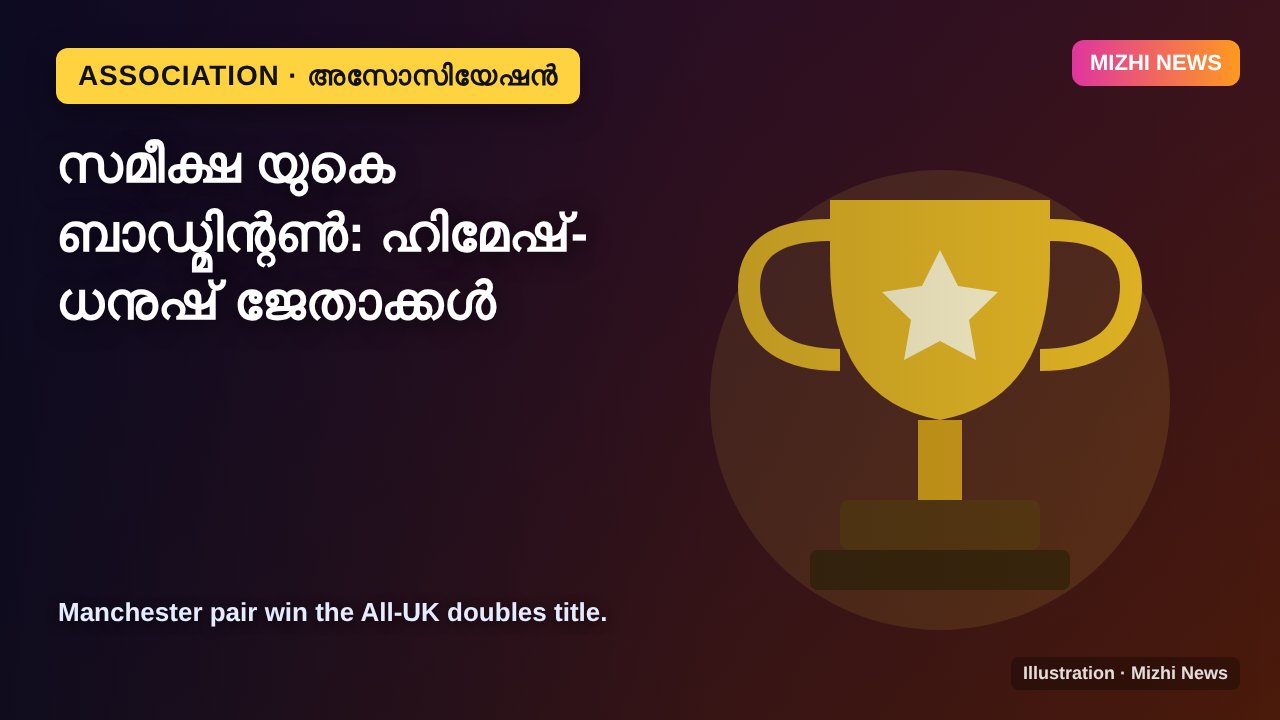 ASSOCIATION · അസോസിയേഷൻ
MIZHI NEWS
സമീക്ഷ യുകെ
ബാഡ്മിന്റൺ: ഹിമേഷ്-
ധനുഷ് ജേതാക്കൾ
Manchester pair win the All-UK doubles title.
Illustration · Mizhi News